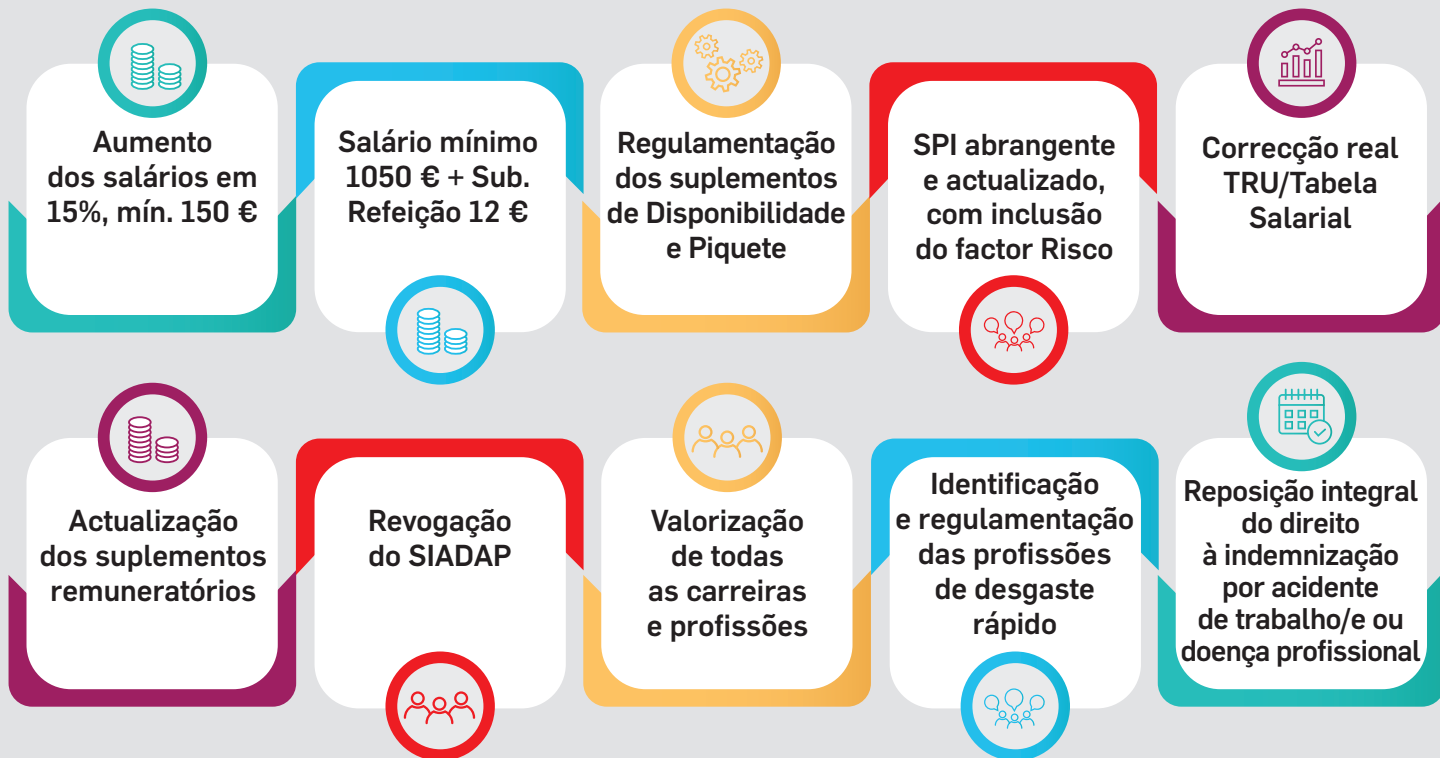 Aumento
dos salários em
15%, mín. 150 €
Salário mínimo
1050 € + Sub.
Refeição 12 €
Regulamentação
dos suplementos
de Disponibilidade
e Piquete
SPI abrangente
e actualizado,
com inclusão
do factor Risco
Correcção real
TRU/Tabela
Salarial
Actualização
dos suplementos
remuneratórios
Revogação
do SIADAP
Valorização
de todas
as carreiras
e profissões
Identificação
e regulamentação
das profissões
de desgaste
rápido
Reposição integral
do direito
à indemnização
por acidente
de trabalho/e ou
doença profissional